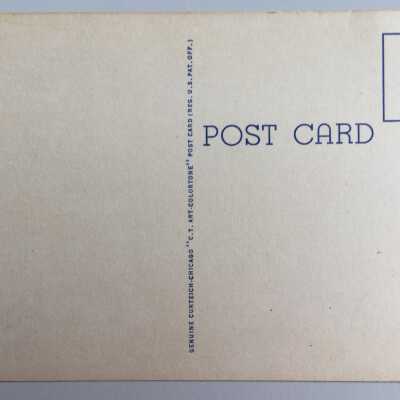 GENUINE CURTEICH-CHICAGO "C.T. ART-COLORTONE" POST CARD (REG. U.S. PAT. OFF.)
POST CARD